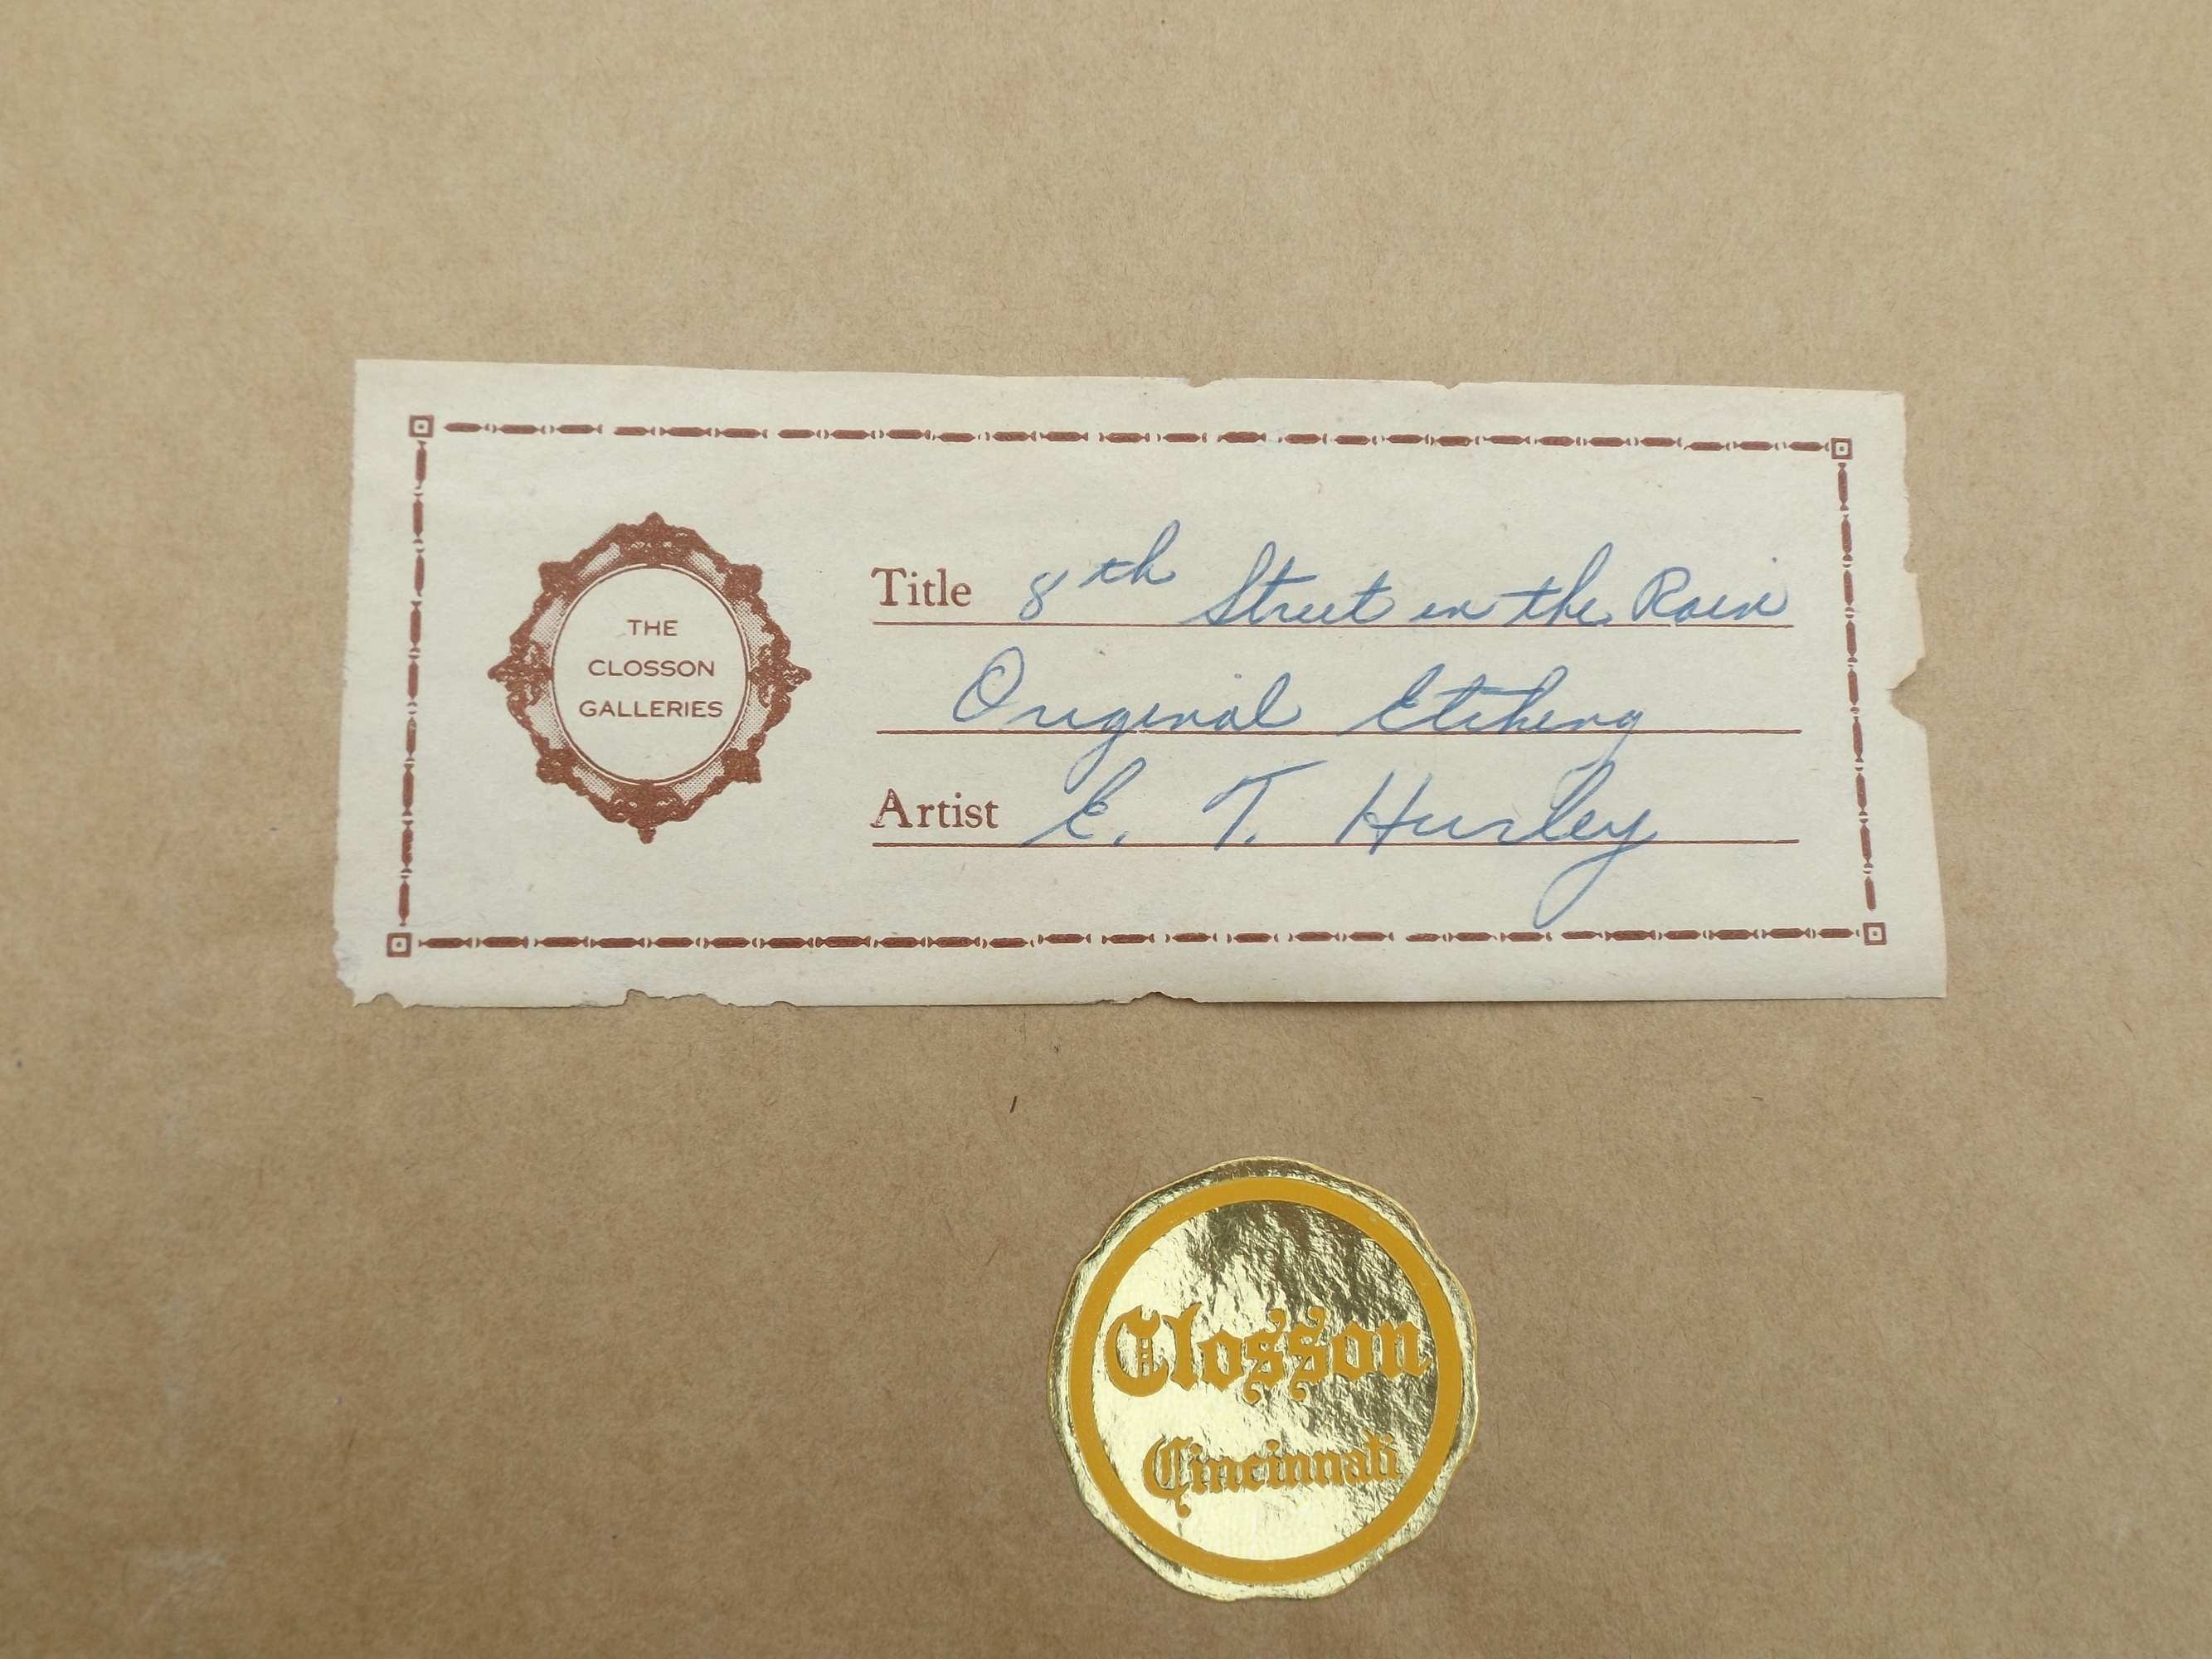 THE
CLOSSON
GALLERIES
Title 8th Street in the Rain
Original Etching
Artist E. T. Hurley
Closson
Cincinnati